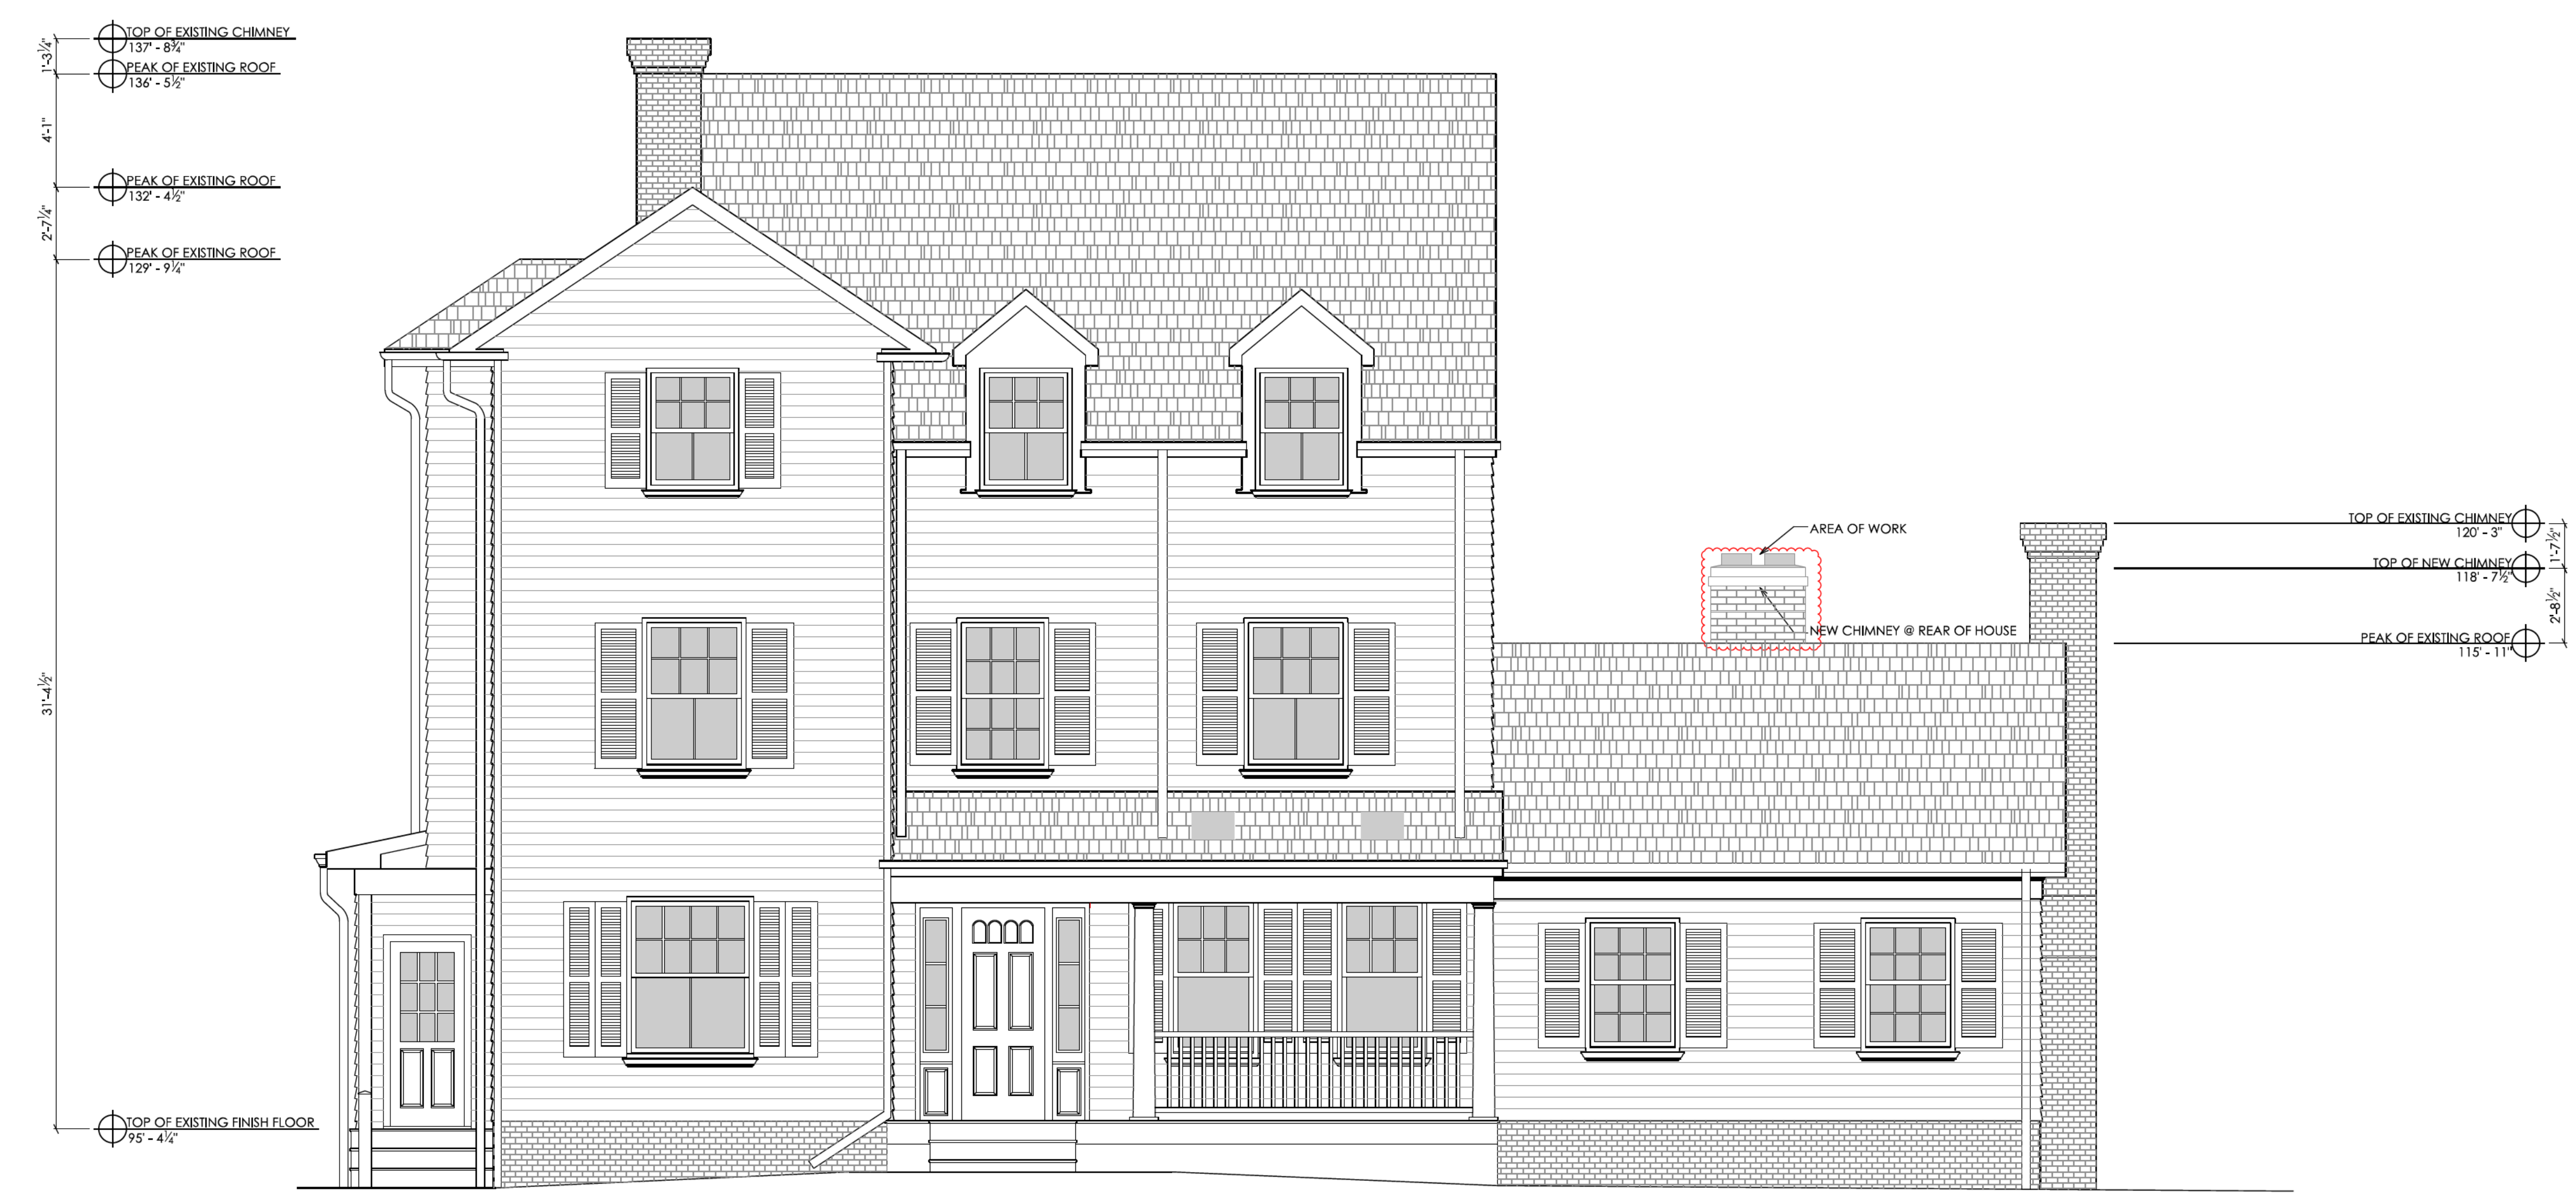 TOP OF EXISTING CHIMNEY
137' - 8¾"
1'-3¼"
PEAK OF EXISTING ROOF
136' - 5½"
4'-1"
PEAK OF EXISTING ROOF
132' - 4½"
2'-7¼"
PEAK OF EXISTING ROOF
129' - 9¼"
31'-4½"
TOP OF EXISTING FINISH FLOOR
95' - 4¼"
AREA OF WORK
NEW CHIMNEY @ REAR OF HOUSE
TOP OF EXISTING CHIMNEY
120' - 3"
1'-7½"
TOP OF NEW CHIMNEY
118' - 7½"
2'-8½"
PEAK OF EXISTING ROOF
115' - 11"